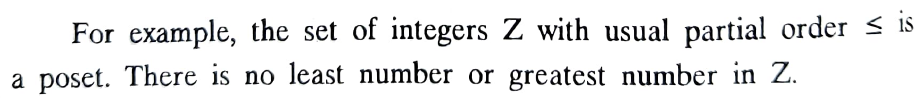 For example, the set of integers Z with usual partial order ≤ is
a poset. There is no least number or greatest number in Z.